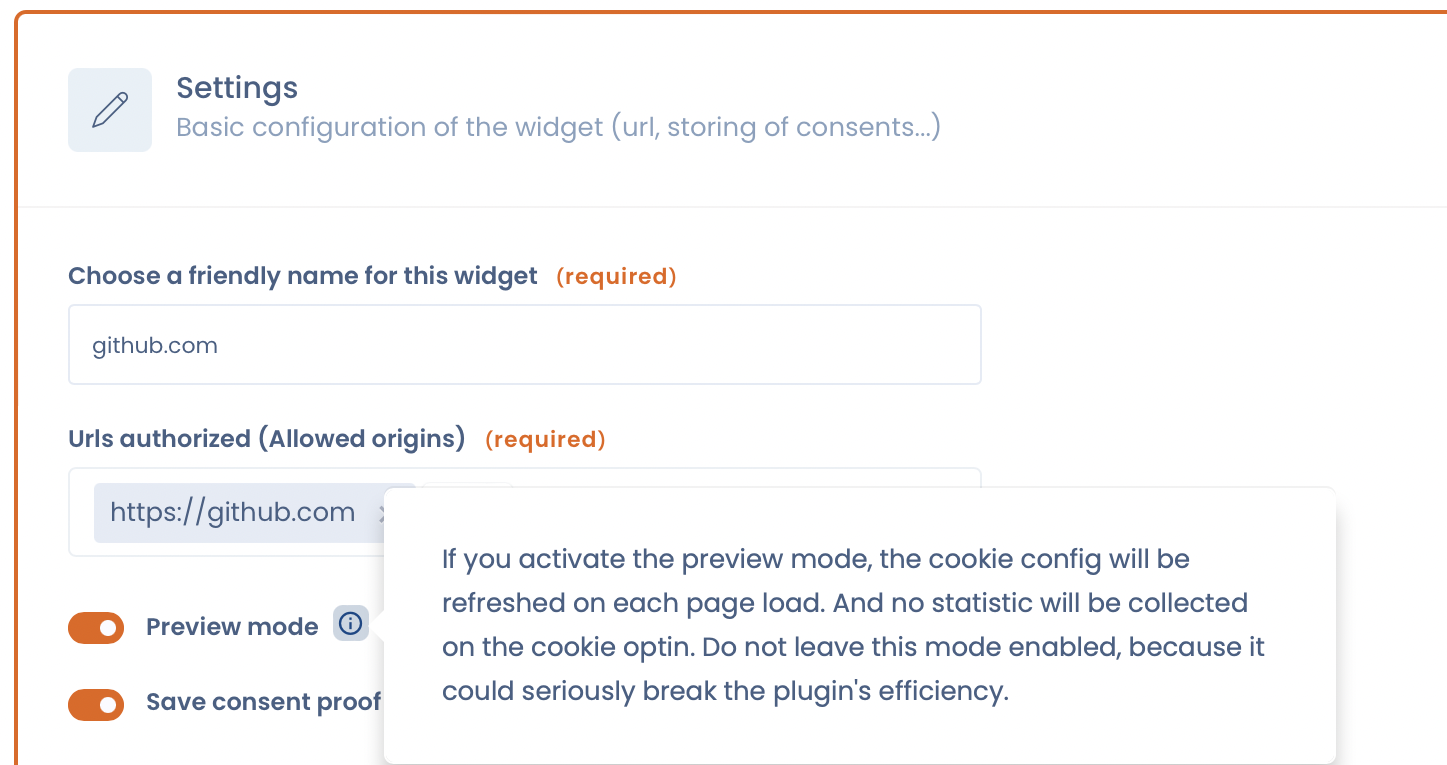 Settings
Basic configuration of the widget (url, storing of consents...)
Choose a friendly name for this widget (required)
github.com
Urls authorized (Allowed origins) (required)
https://github.com
If you activate the preview mode, the cookie config will be
refreshed on each page load. And no statistic will be collected
on the cookie optin. Do not leave this mode enabled, because it
could seriously break the plugin's efficiency.
Preview mode
Save consent proof